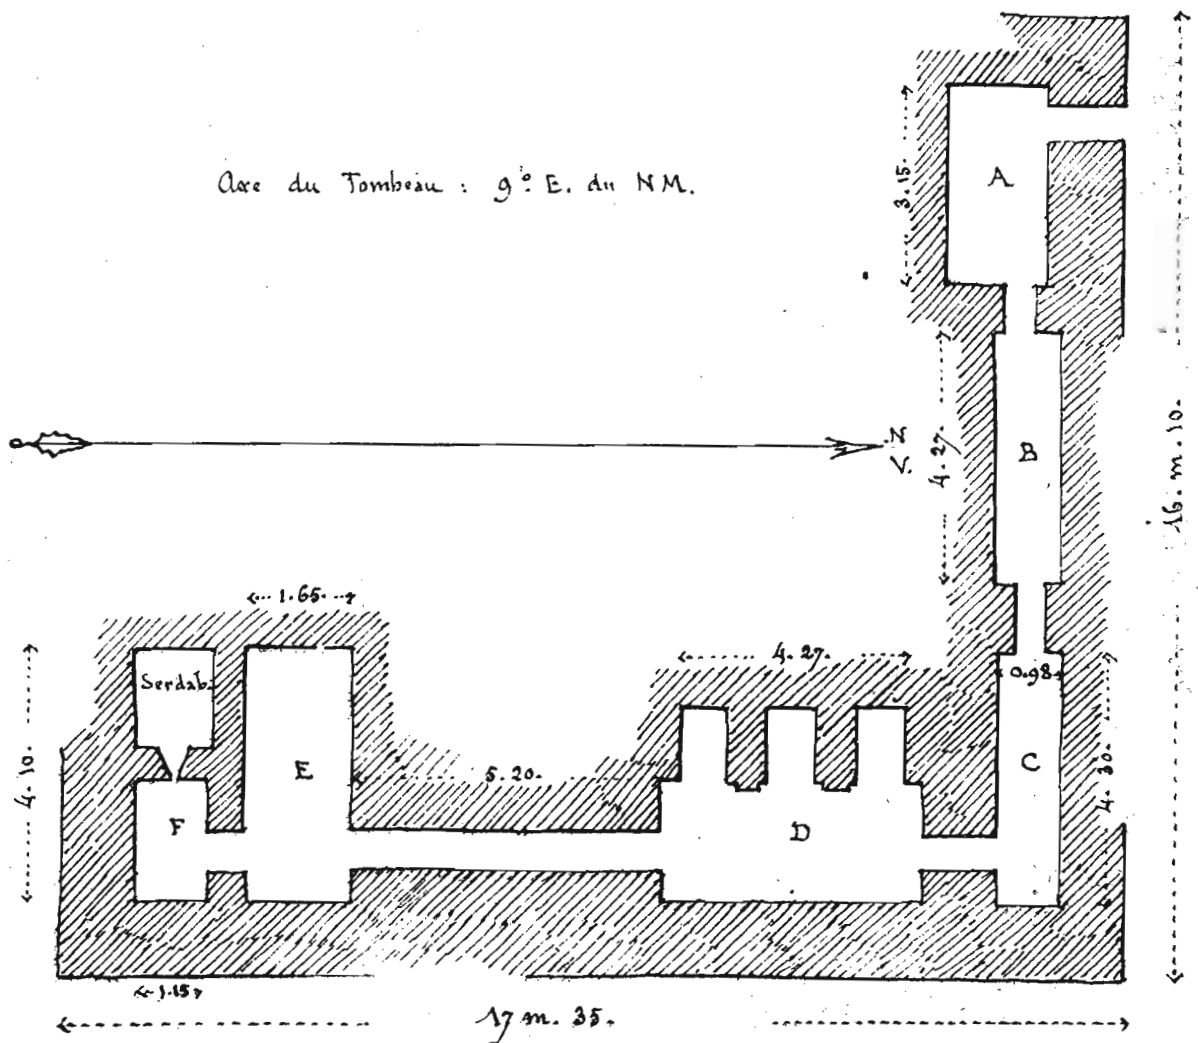 Axe du Tombeau : 9° E. du NM.
A
3.15.
B
4.27.
N
V.
16.m.10.
1.65.
Serdab.
4.10.
E
F
5.20.
4.27.
D
0.98.
C
4.30.
1.15
17 m. 35.